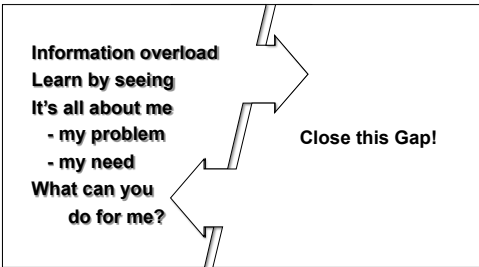 Information overload
Learn by seeing
It's all about me
- my problem
- my need
What can you
do for me?
Close this Gap!